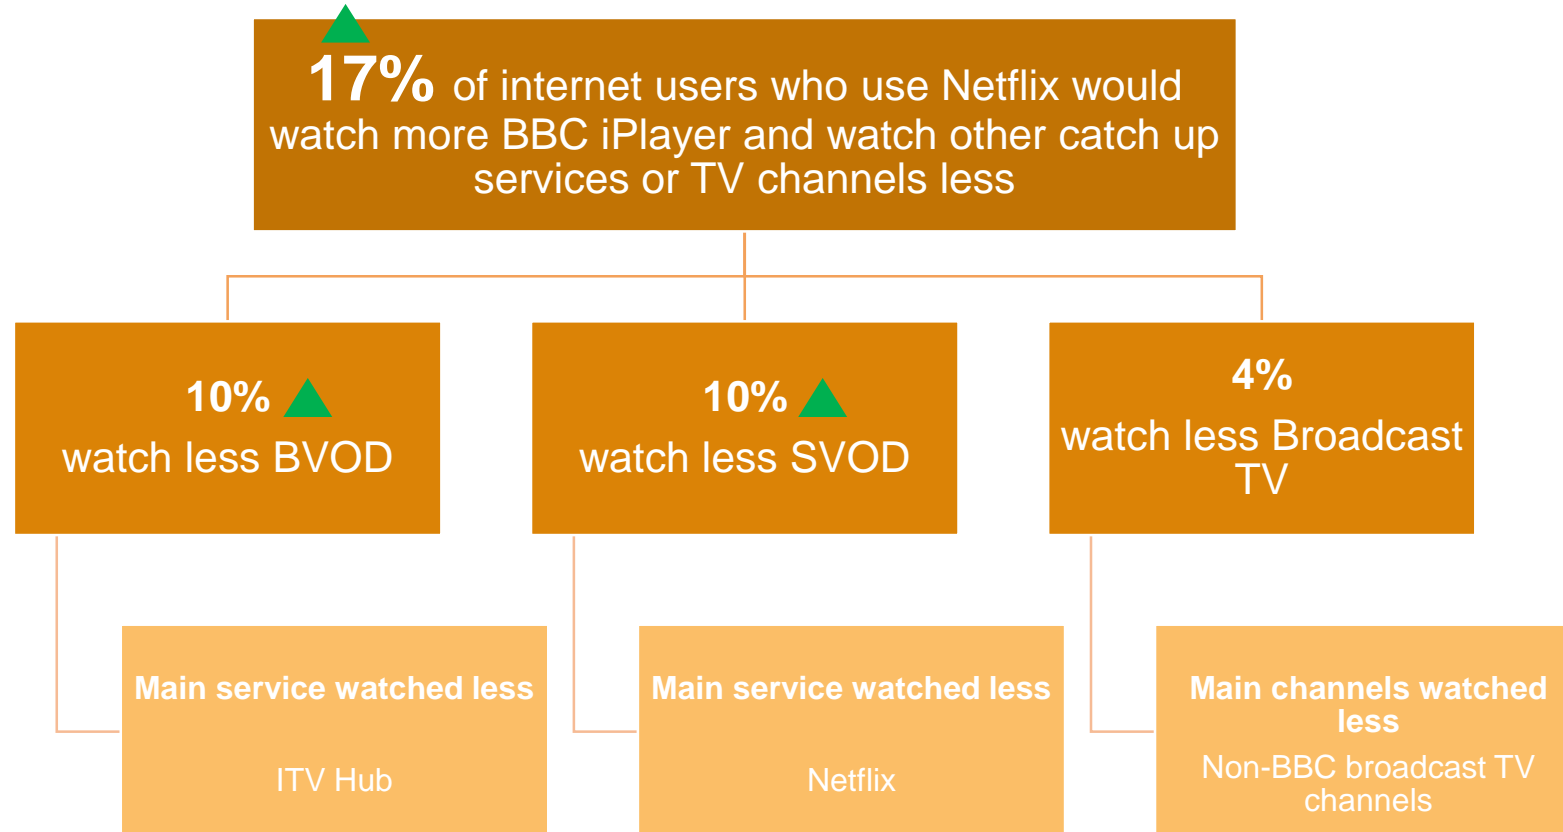 17% of internet users who use Netflix would
watch more BBC iPlayer and watch other catch up
services or TV channels less
10%
watch less BVOD
10%
watch less SVOD
4%
watch less Broadcast
TV
Main service watched less
ITV Hub
Main service watched less
Netflix
Main channels watched
less
Non-BBC broadcast TV
channels